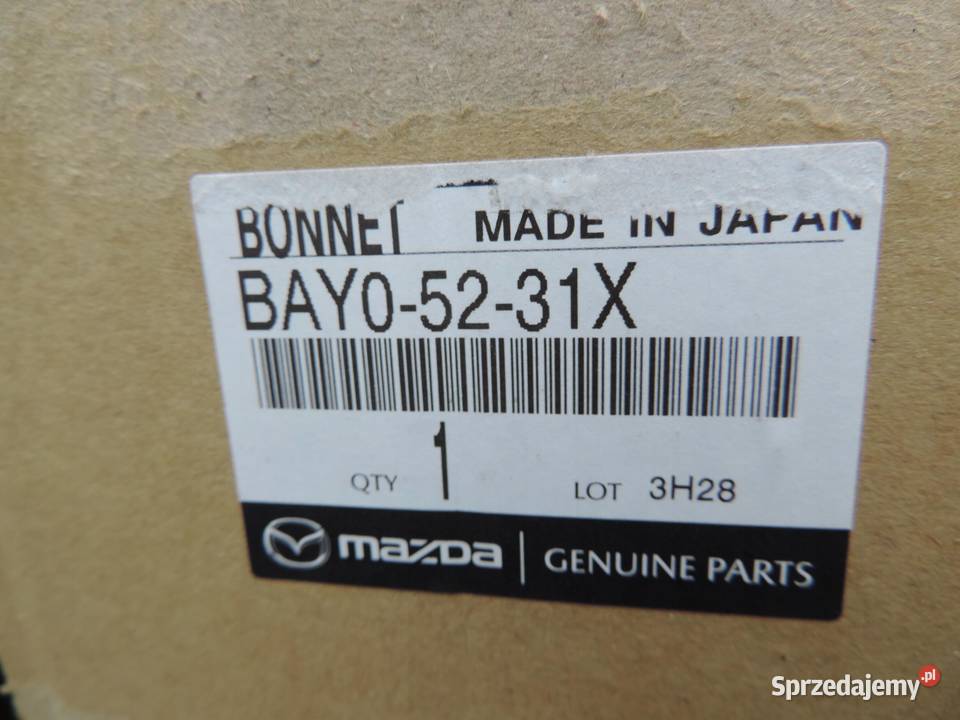 BONNET MADE IN JAPAN
BAY0-52-31X
QTY 1 LOT 3H28
mazda GENUINE PARTS
Sprzedajemy.pl